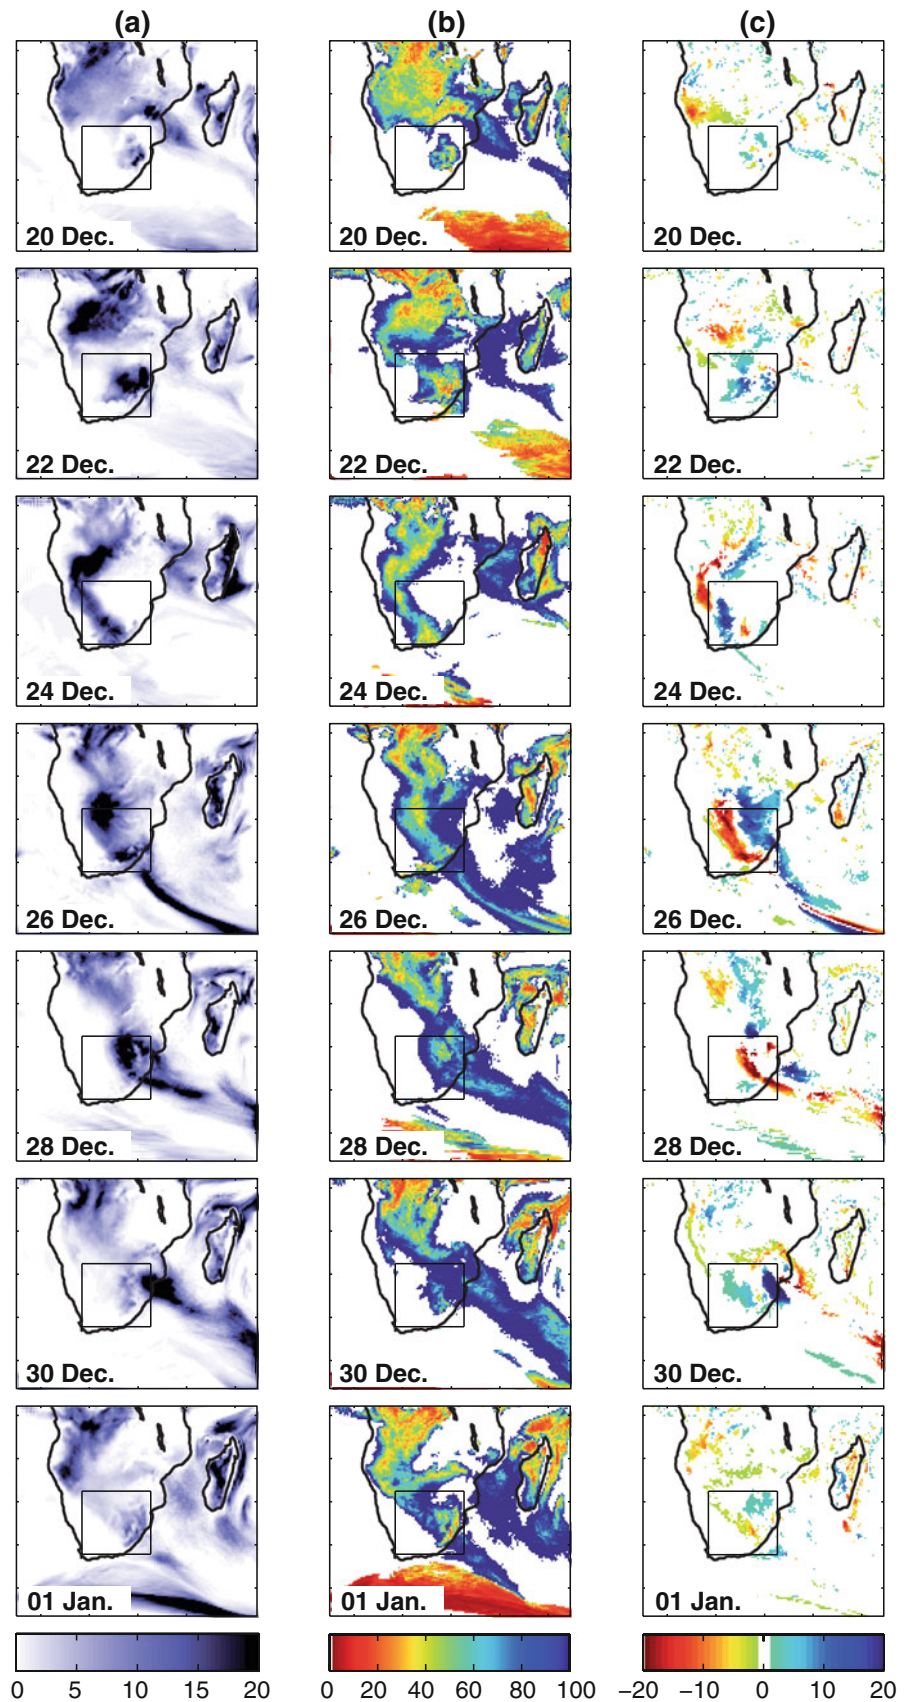 (a) (b) (c)
20 Dec. 20 Dec. 20 Dec.
22 Dec. 22 Dec. 22 Dec.
24 Dec. 24 Dec. 24 Dec.
26 Dec. 26 Dec. 26 Dec.
28 Dec. 28 Dec. 28 Dec.
30 Dec. 30 Dec. 30 Dec.
01 Jan. 01 Jan. 01 Jan.
0 5 10 15 20 0 20 40 60 80 100 −20 −10 0 10 20